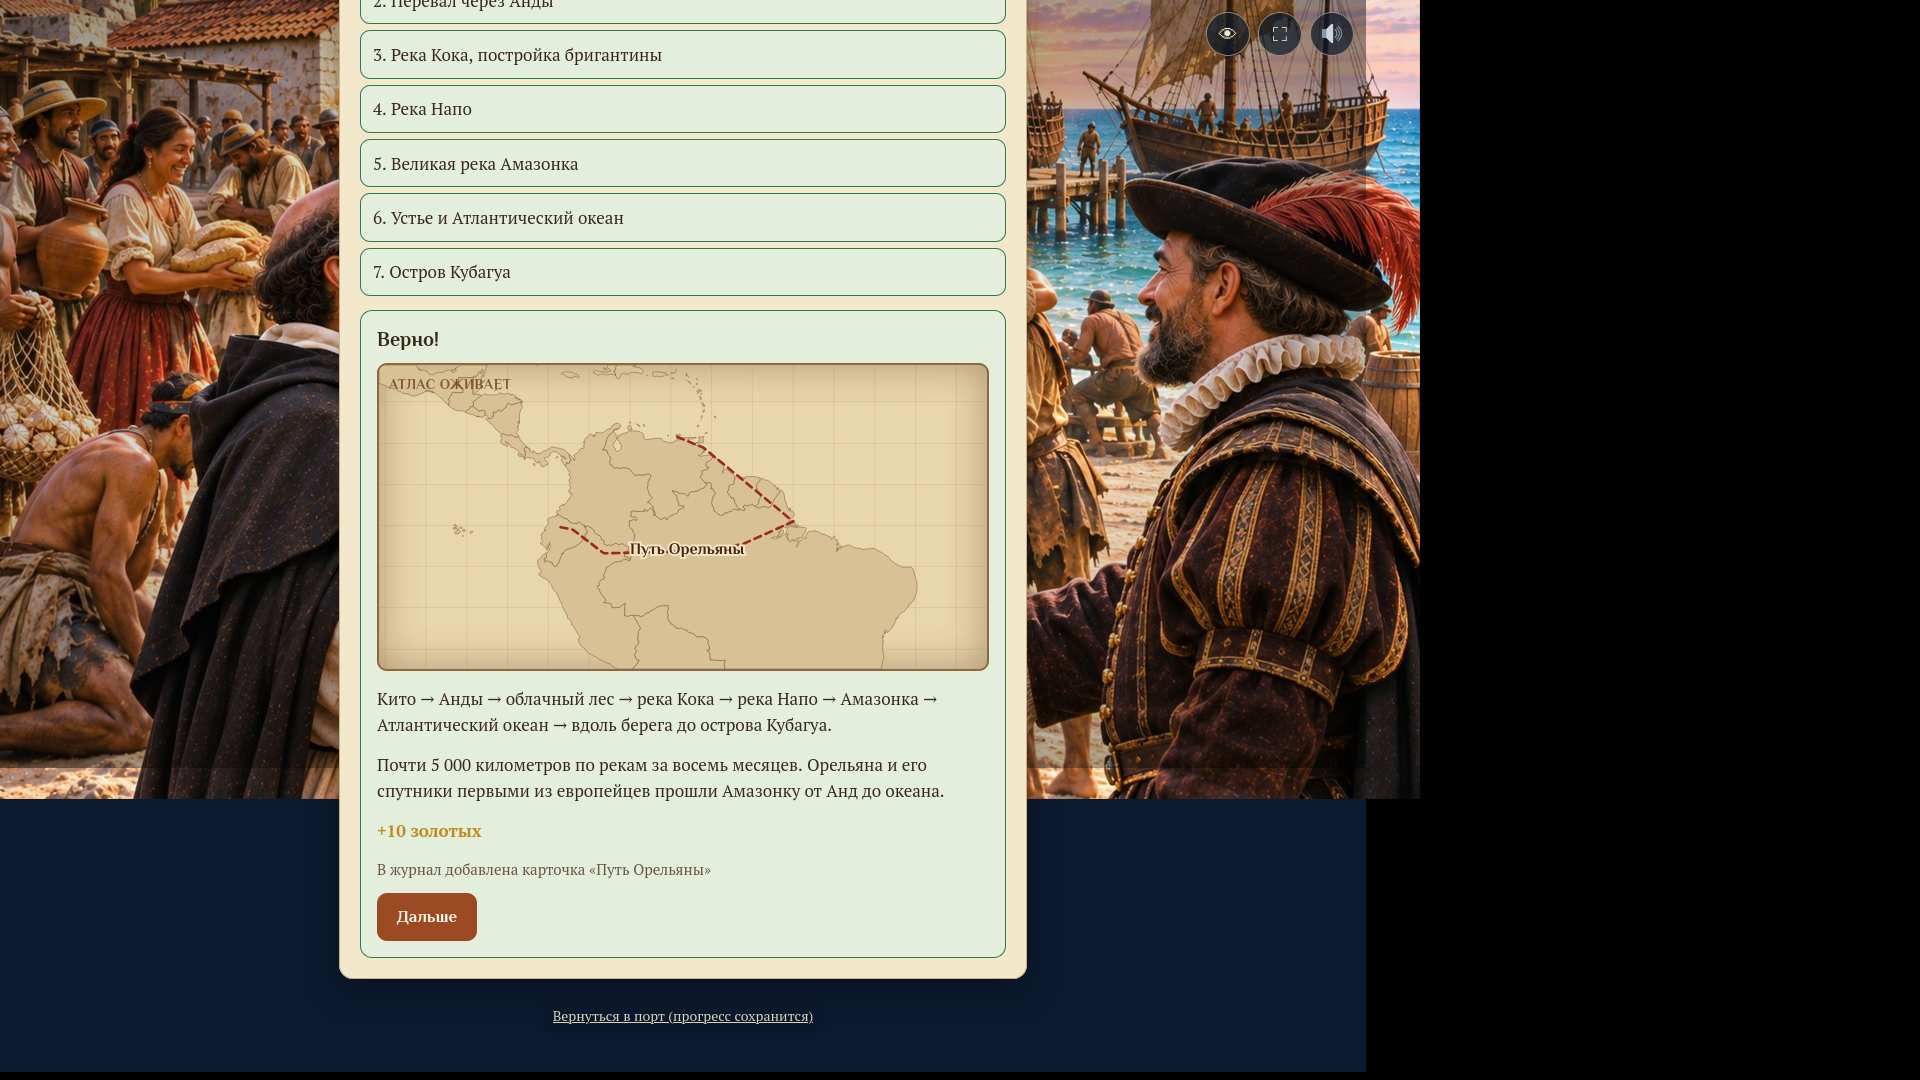 2. Перевал через Анды
3. Река Кока, постройка бригантины
4. Река Напо
5. Великая река Амазонка
6. Устье и Атлантический океан
7. Остров Кубагуа
Верно!
АТЛАС ОЖИВАЕТ
Путь Орельяны
Кито → Анды → облачный лес → река Кока → река Напо → Амазонка →
Атлантический океан → вдоль берега до острова Кубагуа.
Почти 5 000 километров по рекам за восемь месяцев. Орельяна и его
спутники первыми из европейцев прошли Амазонку от Анд до океана.
+10 золотых
В журнал добавлена карточка «Путь Орельяны»
Дальше
Вернуться в порт (прогресс сохранится)